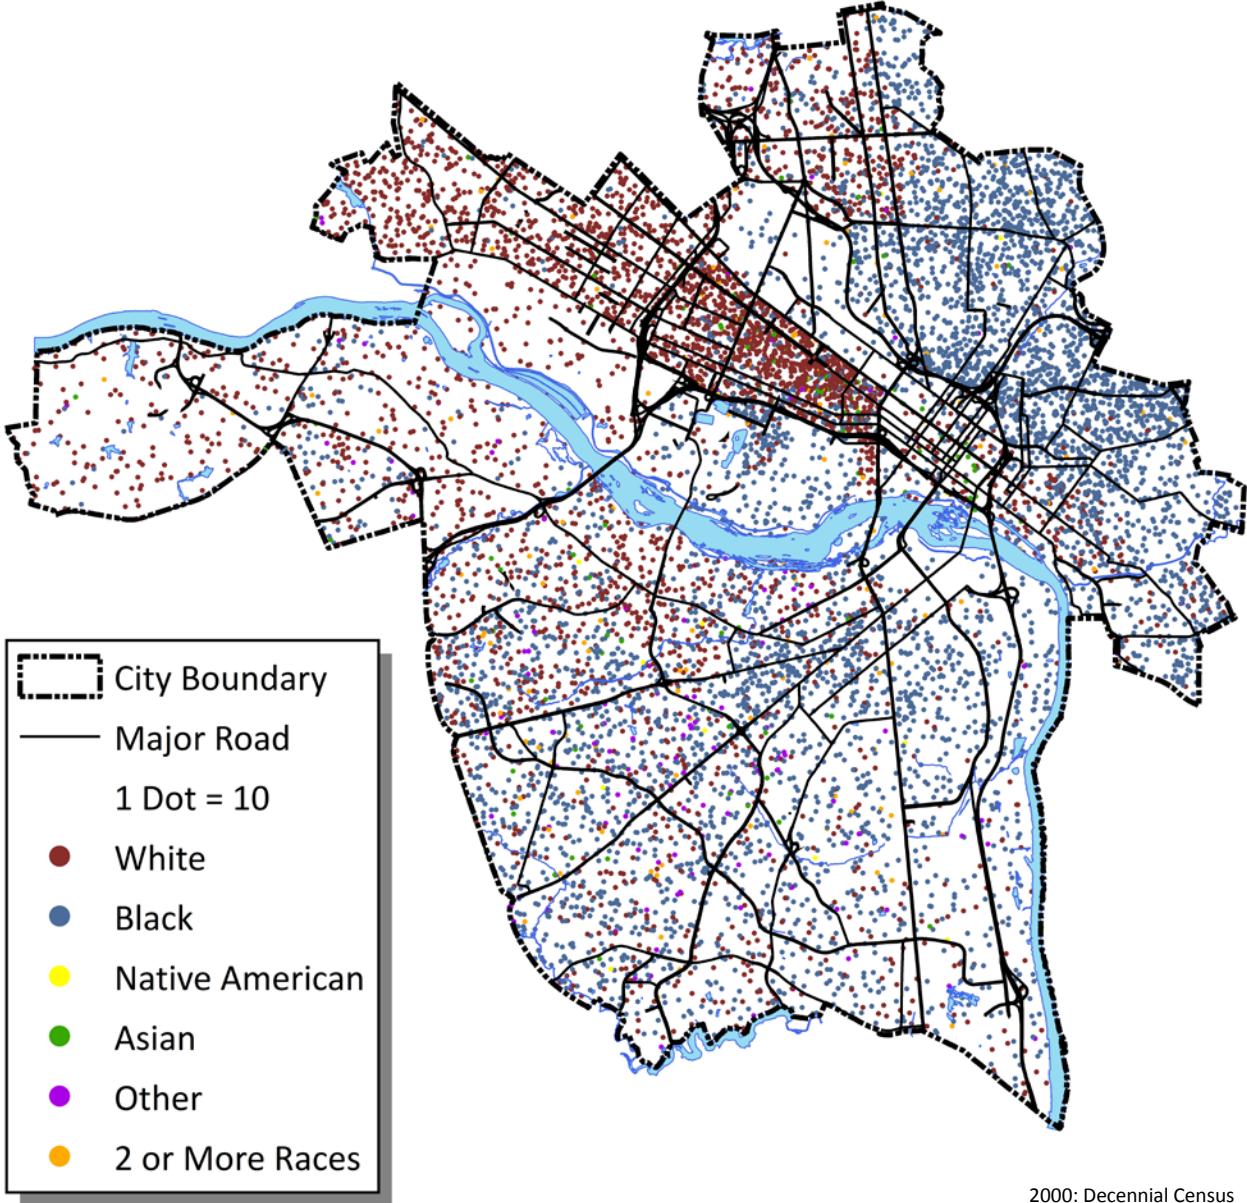 City Boundary
Major Road
1 Dot = 10
White
Black
Native American
Asian
Other
2 or More Races
2000: Decennial Census